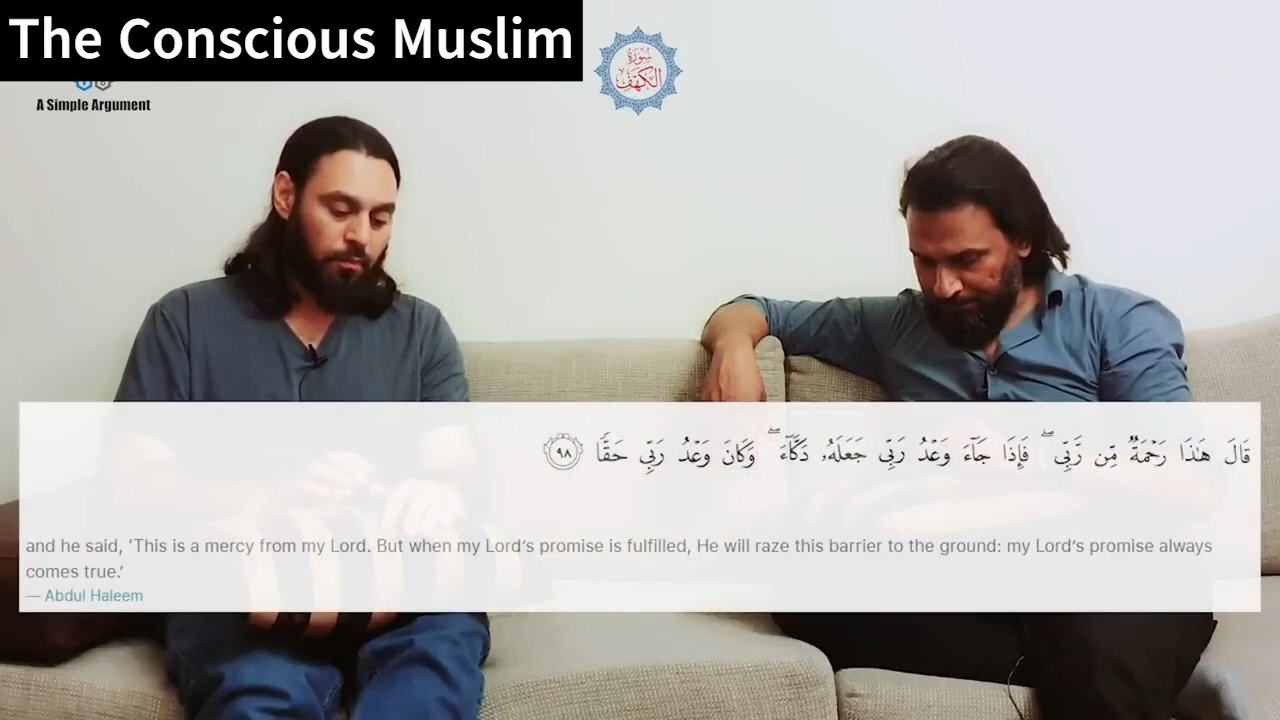 The Conscious Muslim
سُورَة
الكَهْف
A Simple Argument
قَالَ هَٰذَا رَحْمَةٌ مِّن رَّبِّي ۖ فَإِذَا جَآءَ وَعْدُ رَبِّي جَعَلَهُۥ دَكَّآءَ ۖ وَكَانَ وَعْدُ رَبِّي حَقًّا ٩٨
and he said, ‘This is a mercy from my Lord. But when my Lord’s promise is fulfilled, He will raze this barrier to the ground: my Lord’s promise always
comes true.’
— Abdul Haleem